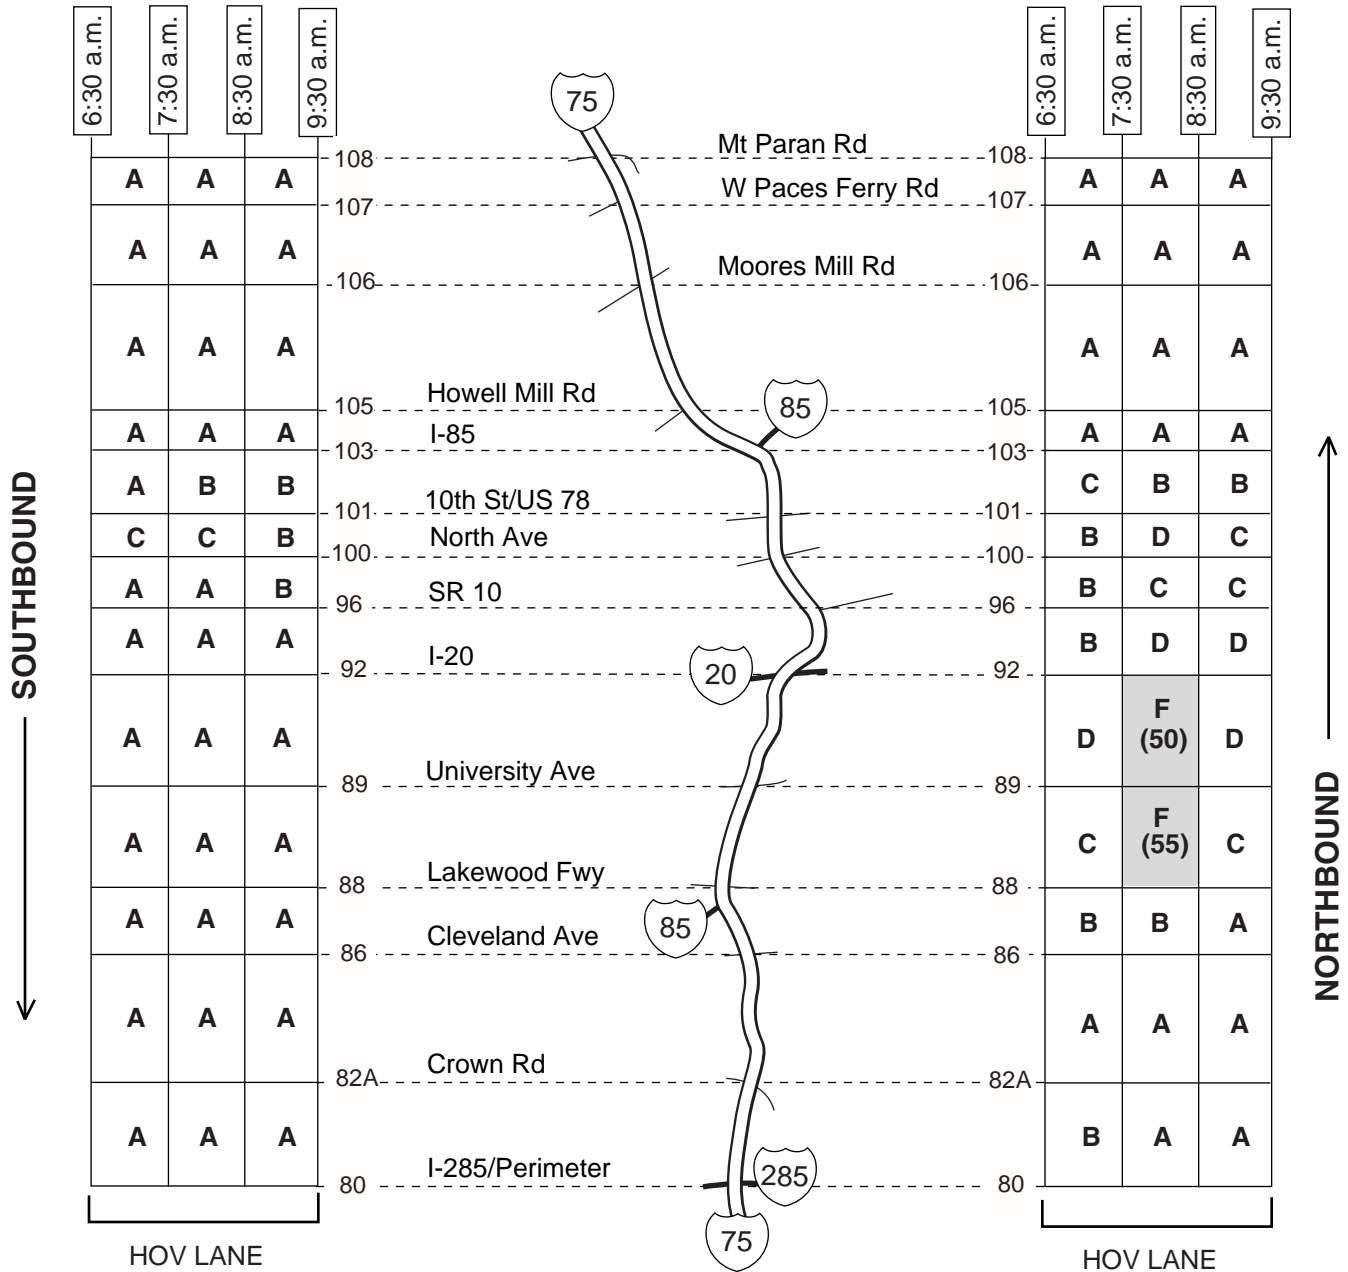 6:30 a.m. 7:30 a.m. 8:30 a.m. 9:30 a.m. 6:30 a.m. 7:30 a.m. 8:30 a.m. 9:30 a.m.
75
108 Mt Paran Rd 108
A A A A A A
107 W Paces Ferry Rd 107
A A A A A A
106 Moores Mill Rd 106
A A A A A A
105 Howell Mill Rd 105
85
A A A A A A
103 I-85 103
A B B C B B
101 10th St/US 78 101
C C B B D C
100 North Ave 100
A A B B C C
96 SR 10 96
A A A B D D
92 I-20 20 92
A A A D F (50) D
89 University Ave 89
A A A C F (55) C
88 Lakewood Fwy 88
A A A B B A
85
86 Cleveland Ave 86
A A A A A A
82A Crown Rd 82A
A A A B A A
80 I-285/Perimeter 285 80
75
HOV LANE HOV LANE
SOUTHBOUND
NORTHBOUND